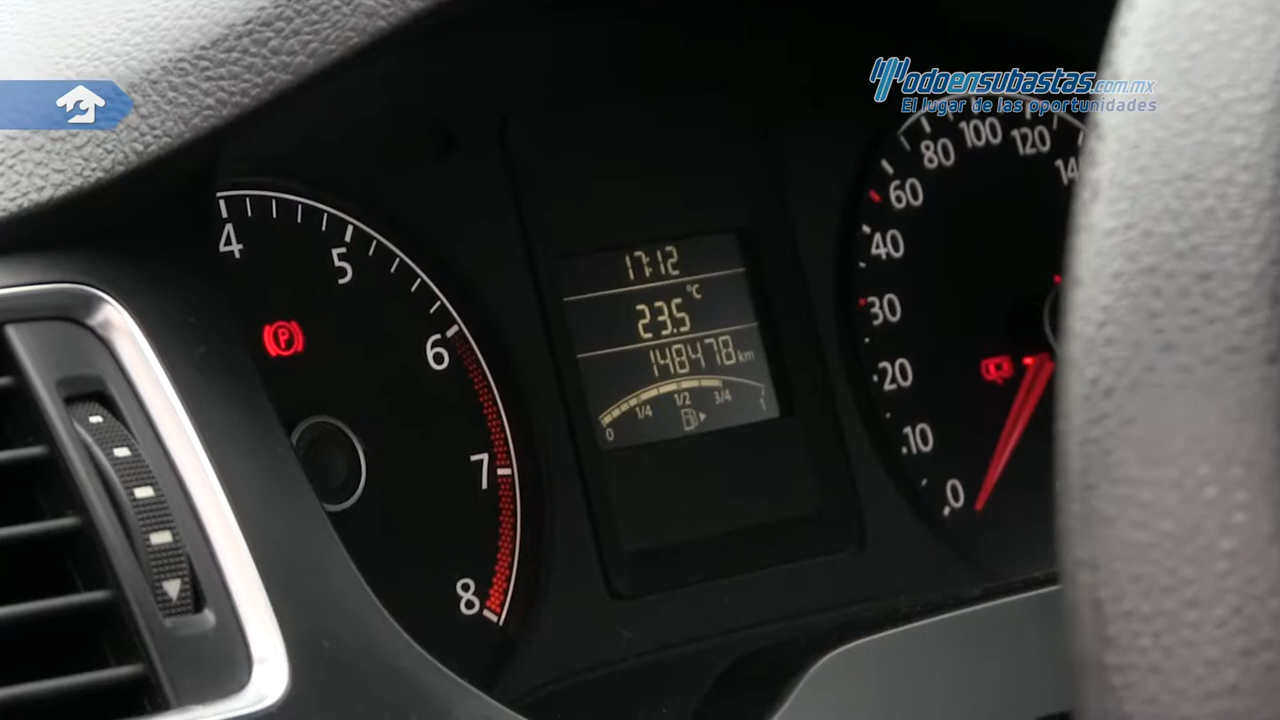 Todoensubastas.com.mx
El lugar de las oportunidades
4
5
6
7
8
P
17:12
23.5 °C
148478 km
0 1/4 1/2 3/4 1
0
10
20
30
40
60
80
100
120